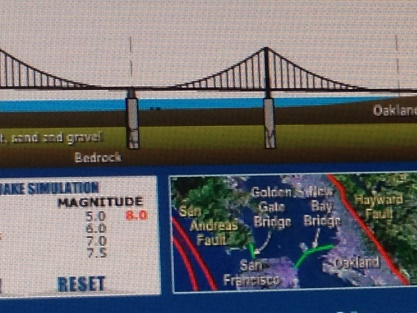 Oakland
t, sand and gravel
Bedrock
AKE SIMULATION
MAGNITUDE
5.0 8.0
6.0
7.0
7.5
RESET
San
Andreas
Fault
Golden
Gate
Bridge
New
Bay
Bridge
Hayward
Fault
San
Francisco
Oakland